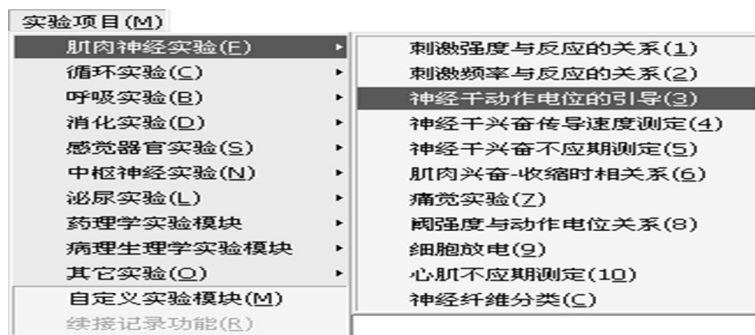 实验项目(M)
肌肉神经实验(F)
循环实验(C)
呼吸实验(B)
消化实验(D)
感觉器官实验(S)
中枢神经实验(N)
泌尿实验(L)
药理学实验模块
病理生理学实验模块
其它实验(O)
自定义实验模块(M)
续接记录功能(R)
刺激强度与反应的关系(1)
刺激频率与反应的关系(2)
神经干动作电位的引导(3)
神经干兴奋传导速度测定(4)
神经干兴奋不应期测定(5)
肌肉兴奋-收缩时相关系(6)
痛觉实验(7)
阈强度与动作电位关系(8)
细胞放电(9)
心肌不应期测定(10)
神经纤维分类(C)